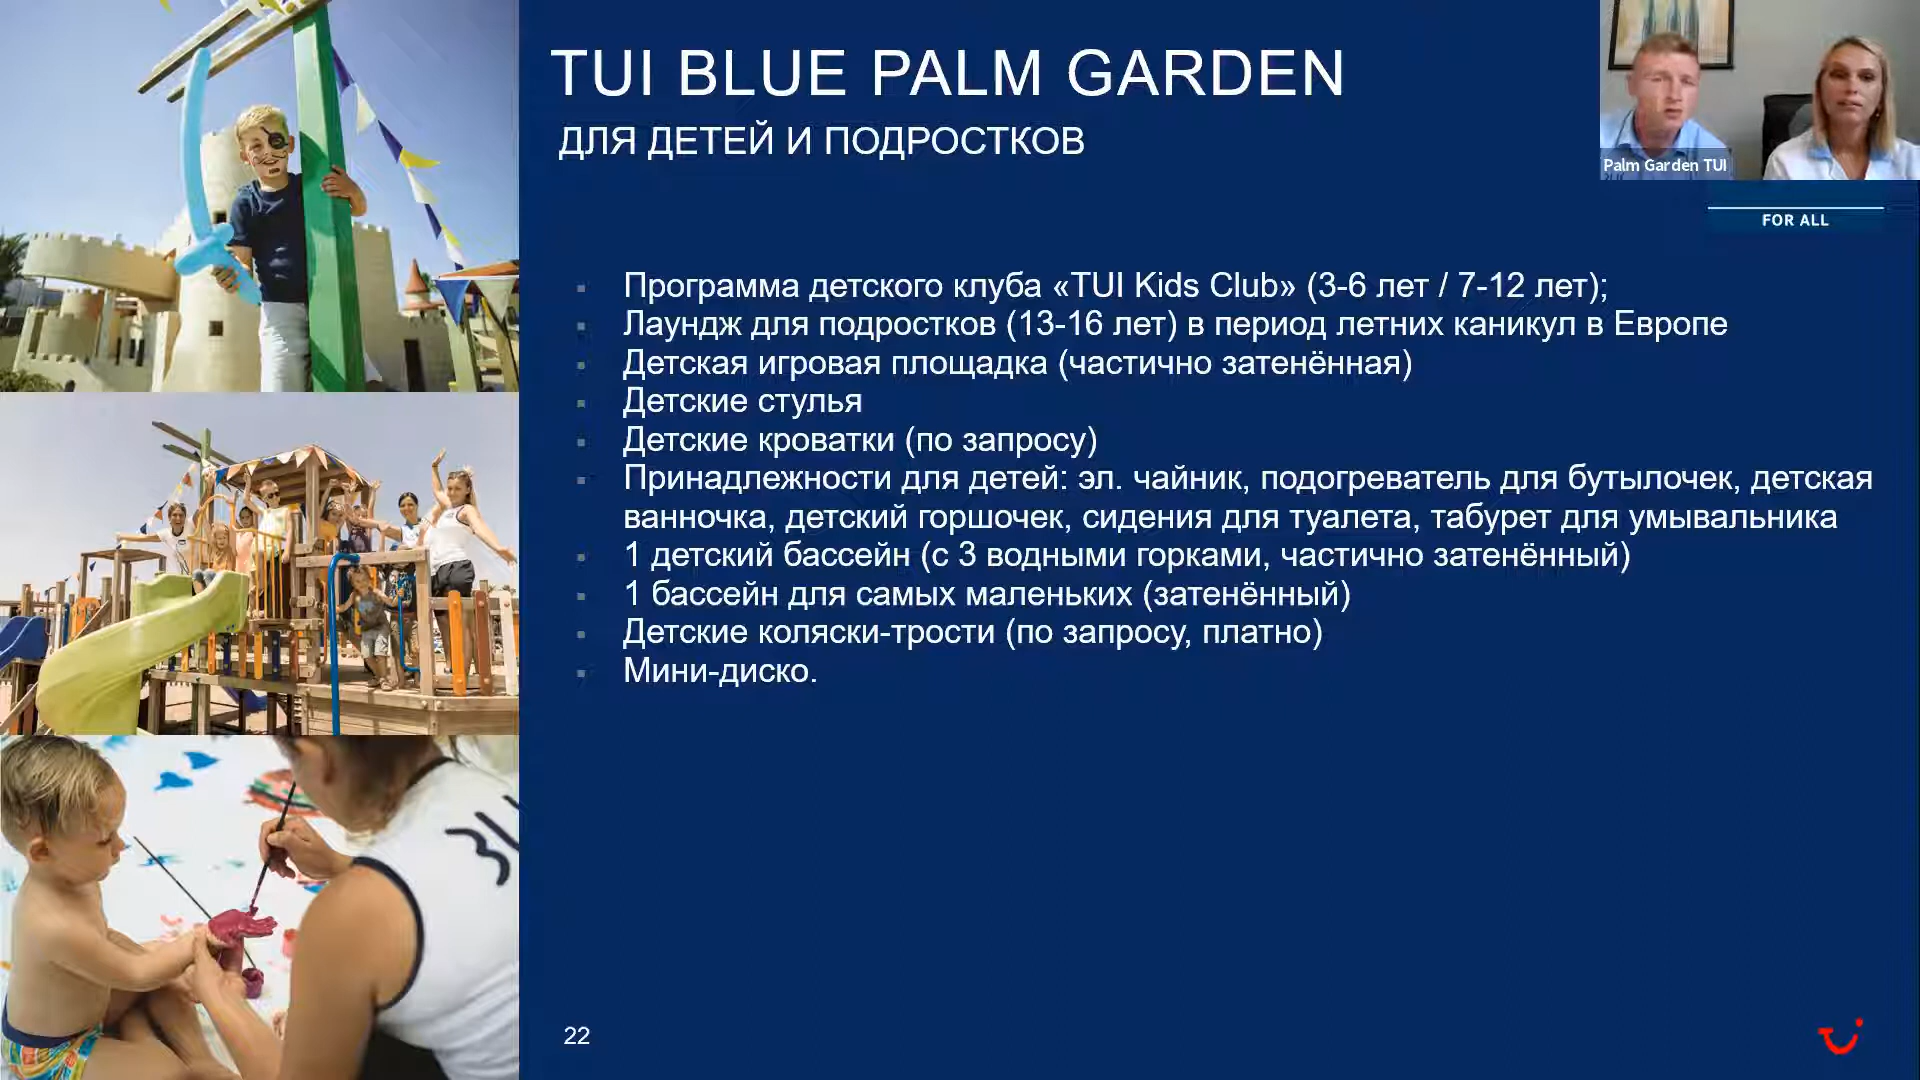 TUI BLUE PALM GARDEN
ДЛЯ ДЕТЕЙ И ПОДРОСТКОВ
Palm Garden TUI
FOR ALL
Программа детского клуба «TUI Kids Club» (3-6 лет / 7-12 лет);
Лаундж для подростков (13-16 лет) в период летних каникул в Европе
Детская игровая площадка (частично затенённая)
Детские стулья
Детские кроватки (по запросу)
Принадлежности для детей: эл. чайник, подогреватель для бутылочек, детская
ванночка, детский горшочек, сидения для туалета, табурет для умывальника
1 детский бассейн (с 3 водными горками, частично затенённый)
1 бассейн для самых маленьких (затенённый)
Детские коляски-трости (по запросу, платно)
Мини-диско.
22